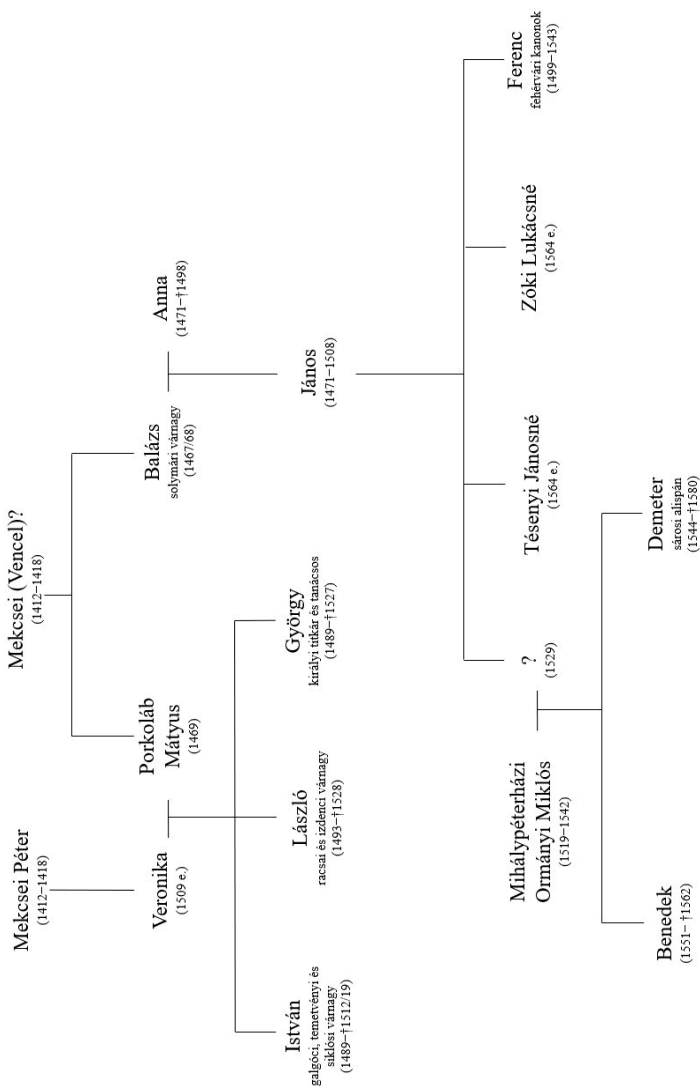 Mekcsei Péter
(1412–1418)
Mekcsei (Vencel)?
(1412–1418)
Veronika
(1509 e.)
Porkoláb
Mátyus
(1469)
Balázs
solymári várnagy
(1467/68)
Anna
(1471–†1498)
István
galgóci, temetvényi és
siklósi várnagy
(1489–†1512/19)
László
racsai és izdenci várnagy
(1493–†1528)
György
királyi titkár és tanácsos
(1489–†1527)
János
(1471–1508)
Mihálypéterházi
Ormányi Miklós
(1519–1542)
?
(1529)
Tésenyi Jánosné
(1564 e.)
Zóki Lukácsné
(1564 e.)
Ferenc
fehérvári kanonok
(1499–1543)
Benedek
(1551– †1562)
Demeter
sárosi alispán
(1544–†1580)